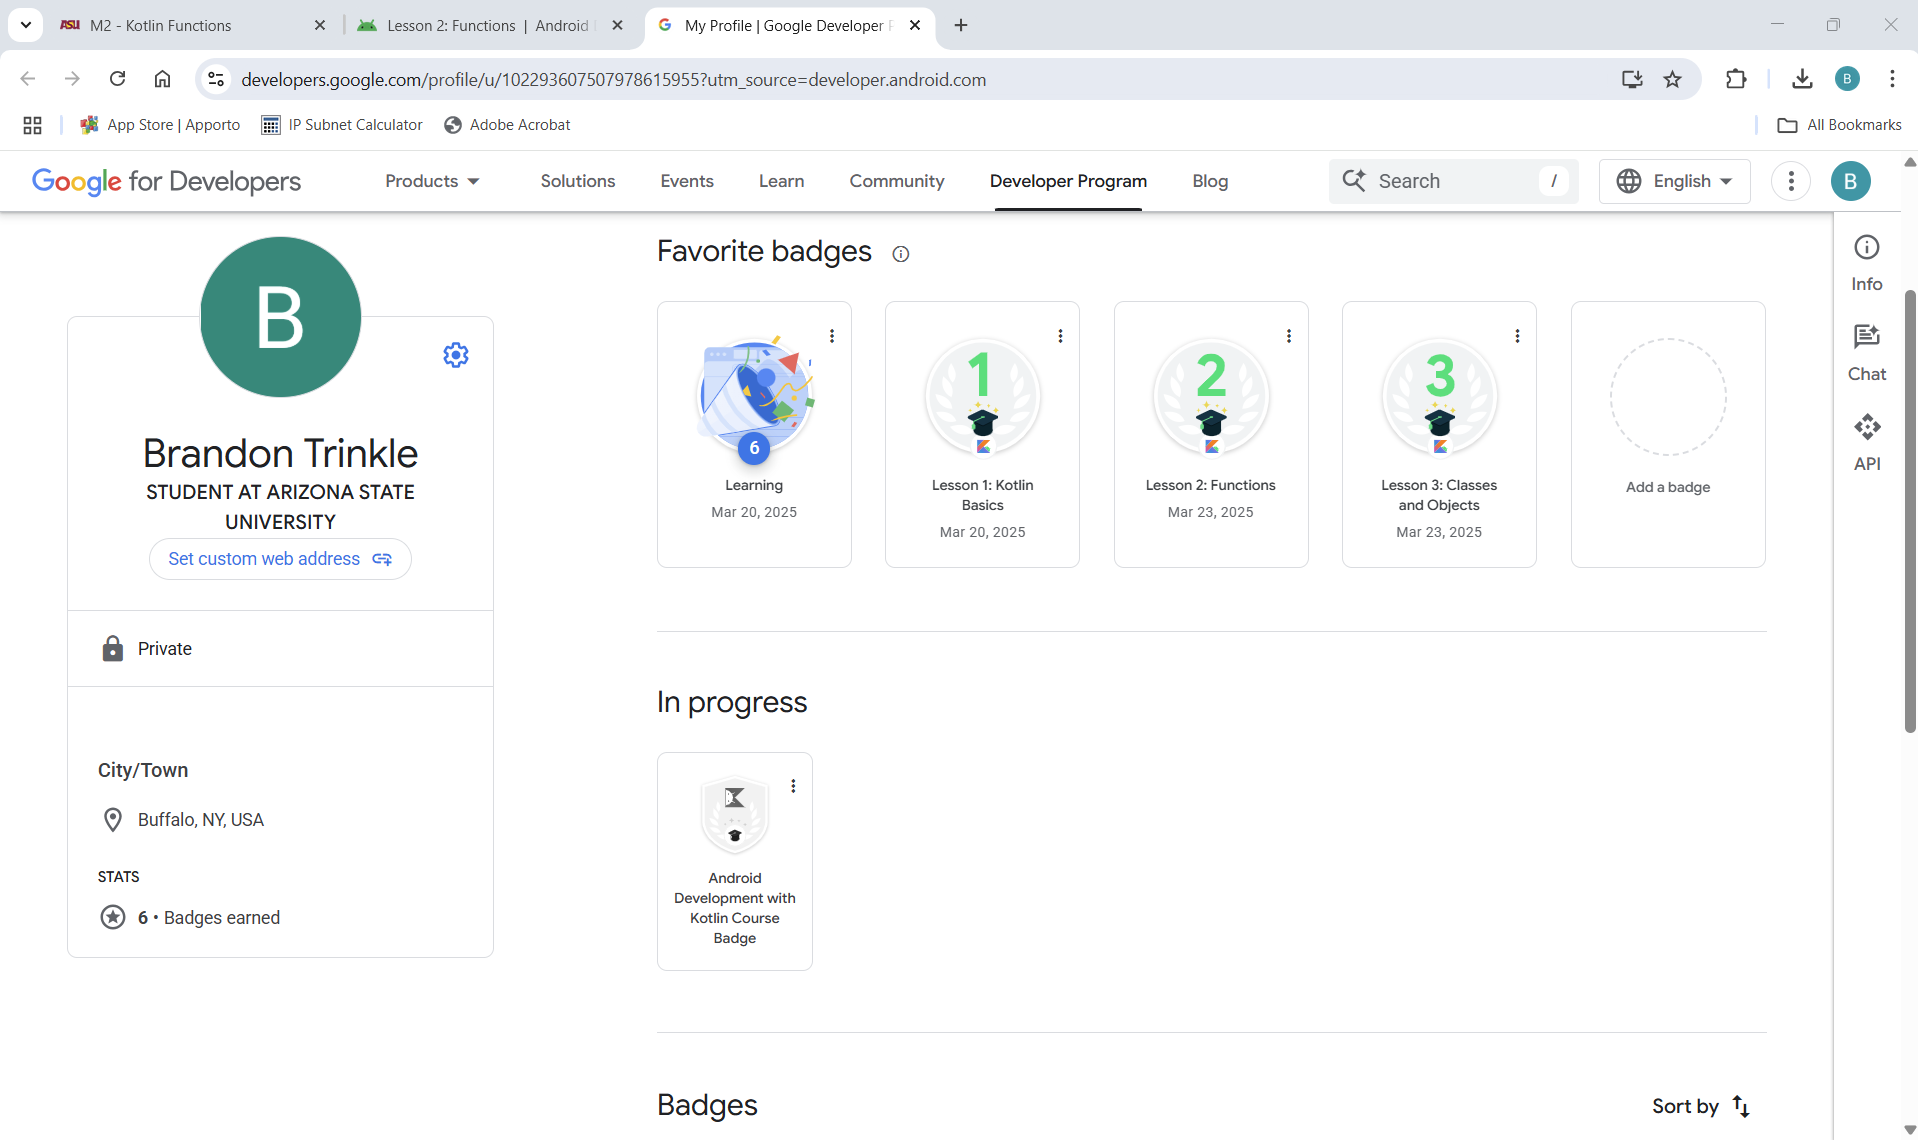 M2 - Kotlin Functions
Lesson 2: Functions | Android
My Profile | Google Developer P
developers.google.com/profile/u/102293607507978615955?utm_source=developer.android.com
B
App Store | Apporto
IP Subnet Calculator
Adobe Acrobat
All Bookmarks
Google for Developers
Products
Solutions
Events
Learn
Community
Developer Program
Blog
Search
/
English
B
B
Brandon Trinkle
STUDENT AT ARIZONA STATE
UNIVERSITY
Set custom web address
Private
City/Town
Buffalo, NY, USA
STATS
6 • Badges earned
Favorite badges
6
Learning
Mar 20, 2025
1
Lesson 1: Kotlin
Basics
Mar 20, 2025
2
Lesson 2: Functions
Mar 23, 2025
3
Lesson 3: Classes
and Objects
Mar 23, 2025
Add a badge
In progress
Android
Development with
Kotlin Course
Badge
Badges
Sort by
Info
Chat
API